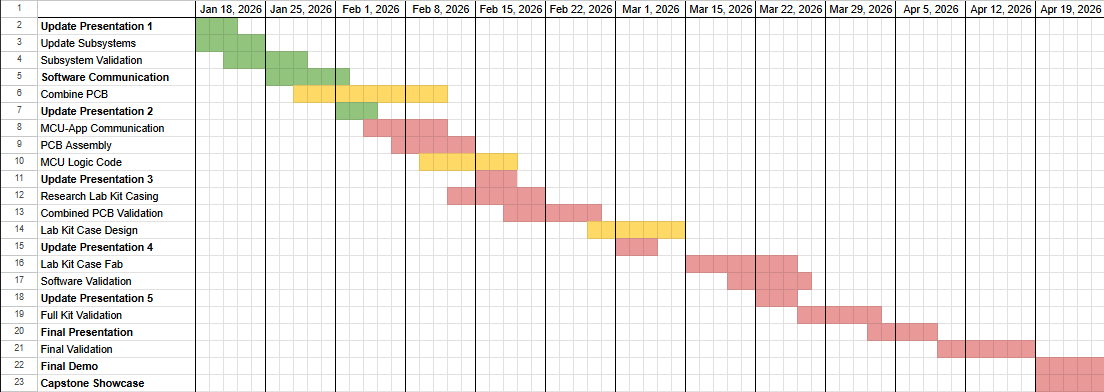 1 Jan 18, 2026 Jan 25, 2026 Feb 1, 2026 Feb 8, 2026 Feb 15, 2026 Feb 22, 2026 Mar 1, 2026 Mar 15, 2026 Mar 22, 2026 Mar 29, 2026 Apr 5, 2026 Apr 12, 2026 Apr 19, 2026
2 Update Presentation 1
3 Update Subsystems
4 Subsystem Validation
5 Software Communication
6 Combine PCB
7 Update Presentation 2
8 MCU-App Communication
9 PCB Assembly
10 MCU Logic Code
11 Update Presentation 3
12 Research Lab Kit Casing
13 Combined PCB Validation
14 Lab Kit Case Design
15 Update Presentation 4
16 Lab Kit Case Fab
17 Software Validation
18 Update Presentation 5
19 Full Kit Validation
20 Final Presentation
21 Final Validation
22 Final Demo
23 Capstone Showcase